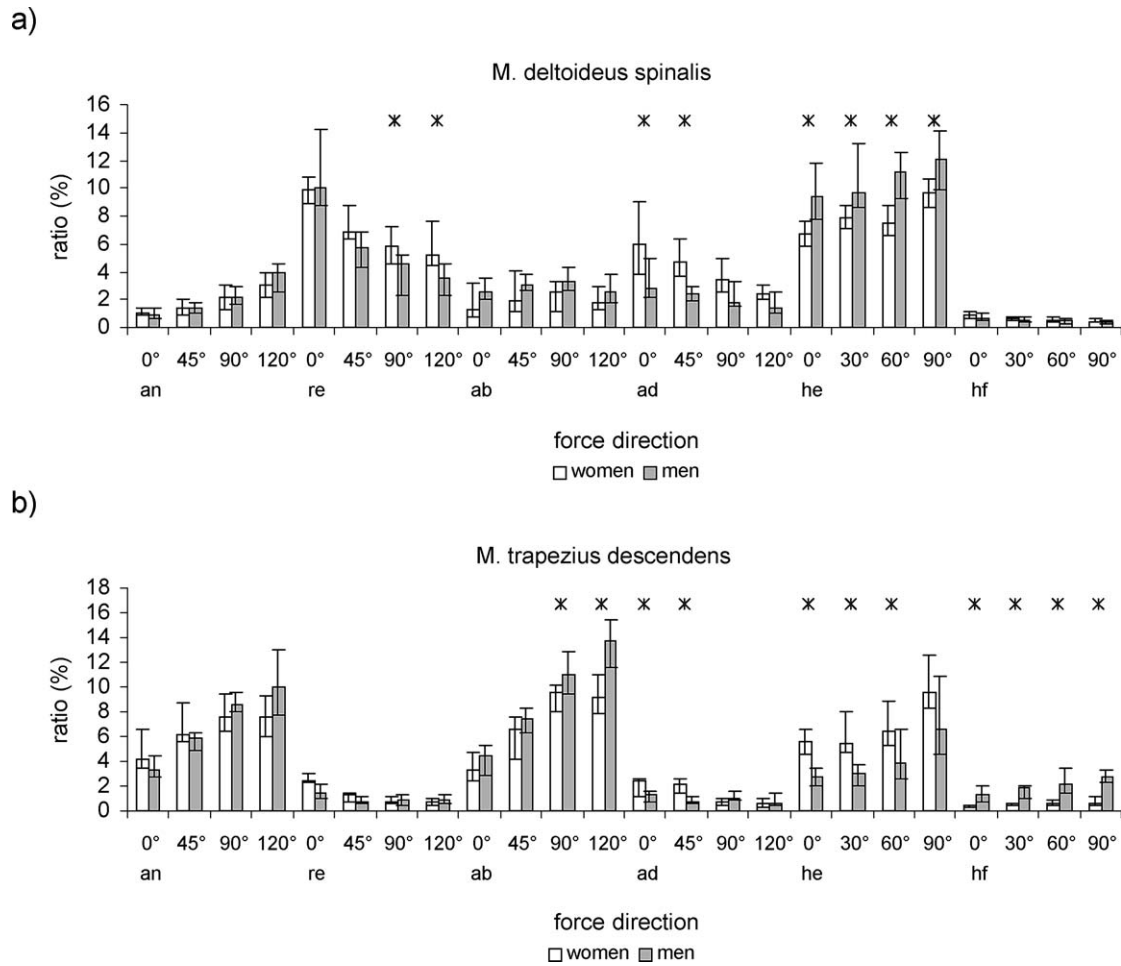 a)
M. deltoideus spinalis
16
14
12
10
8
6
4
2
0
ratio (%)
* * * * * * * *
0° 45° 90° 120° 0° 45° 90° 120° 0° 45° 90° 120° 0° 45° 90° 120° 0° 30° 60° 90° 0° 30° 60° 90°
an re ab ad he hf
force direction
women men
b)
M. trapezius descendens
18
16
14
12
10
8
6
4
2
0
ratio (%)
* * * * * * * * * * *
0° 45° 90° 120° 0° 45° 90° 120° 0° 45° 90° 120° 0° 45° 90° 120° 0° 30° 60° 90° 0° 30° 60° 90°
an re ab ad he hf
force direction
women men